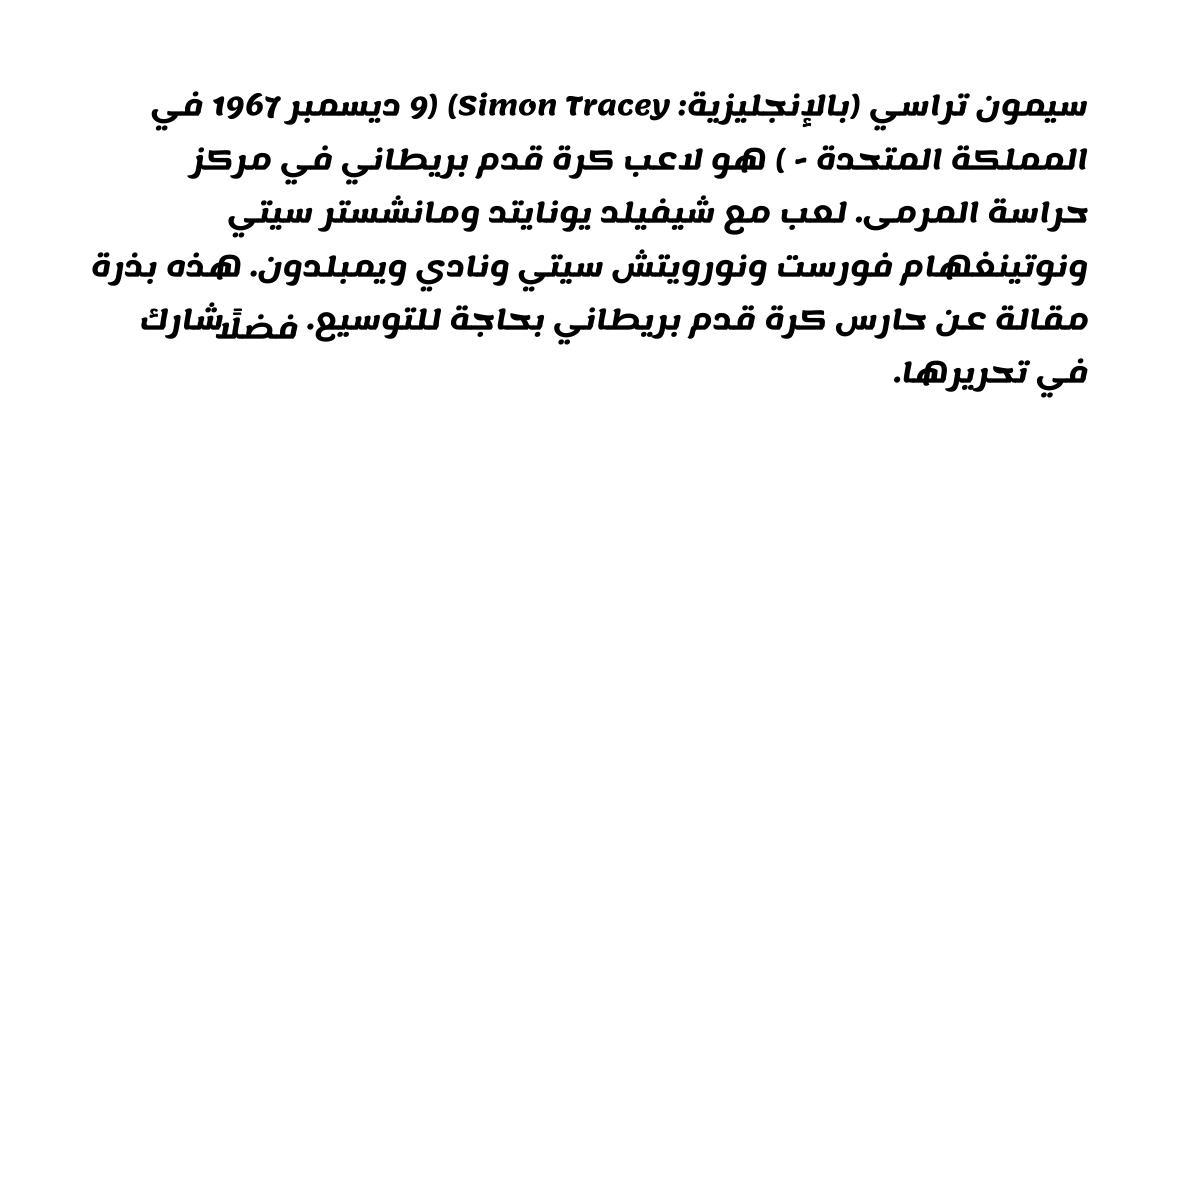 سيمون تراسي (بالإنجليزية: Simon Tracey) (9 ديسمبر 1967 في
المملكة المتحدة - ) هو لاعب كرة قدم بريطاني في مركز
حراسة المرمى. لعب مع شيفيلد يونايتد ومانشستر سيتي
ونوتينغهام فورست ونورويتش سيتي ونادي ويمبلدون. هذه بذرة
مقالة عن حارس كرة قدم بريطاني بحاجة للتوسيع. فضلًا شارك
في تحريرها.